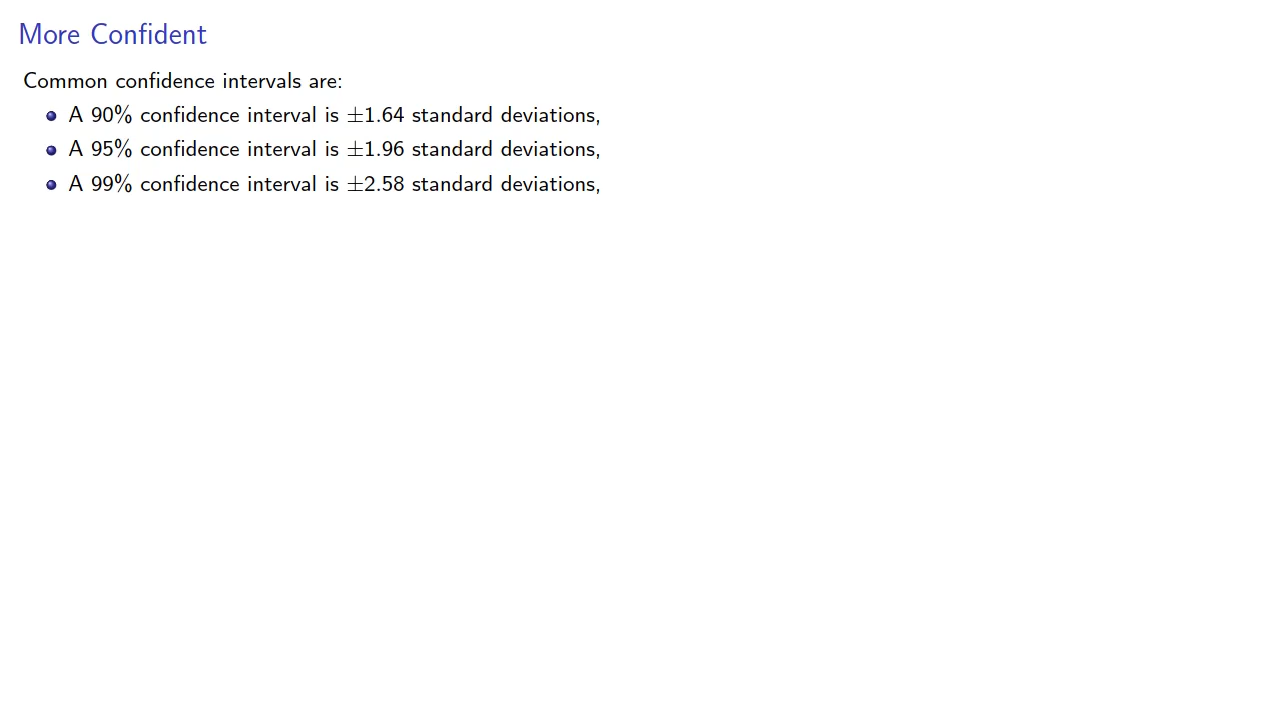 More Confident
Common confidence intervals are:
A 90% confidence interval is ±1.64 standard deviations,
A 95% confidence interval is ±1.96 standard deviations,
A 99% confidence interval is ±2.58 standard deviations,